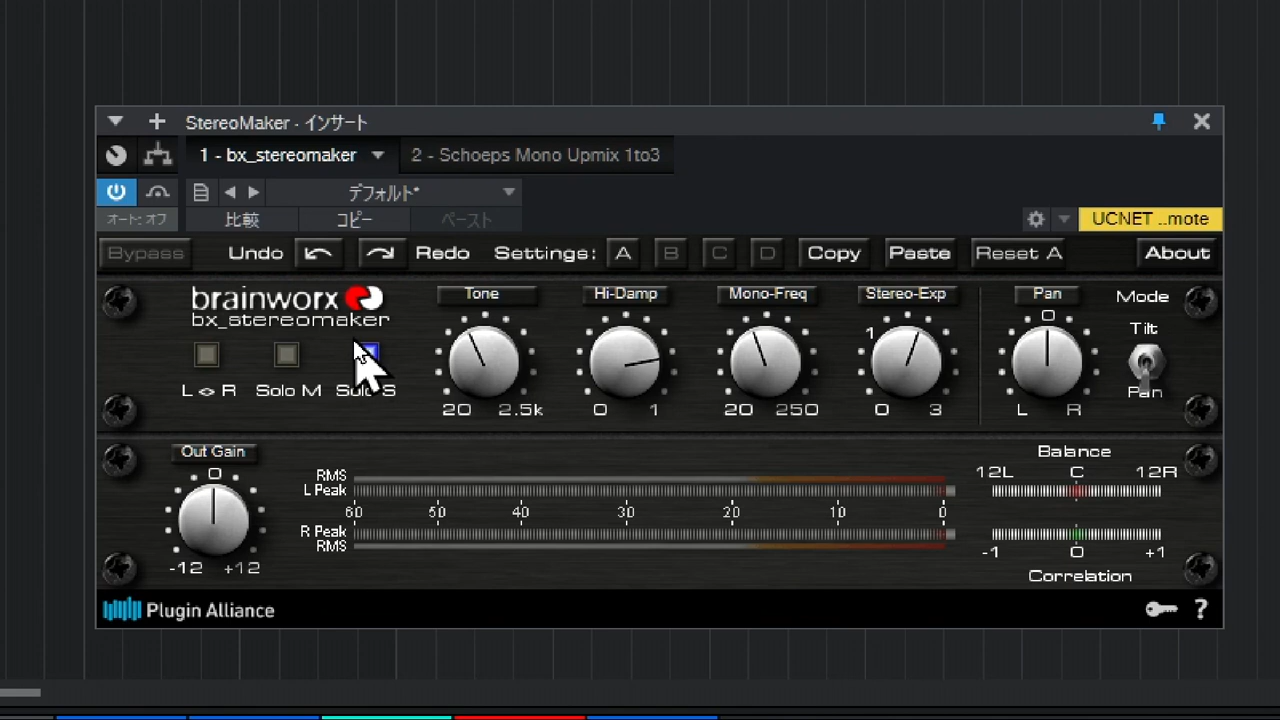 StereoMaker - インサート
1 - bx_stereomaker
2 - Schoeps Mono Upmix 1to3
デフォルト*
オート: オフ
比較
コピー
ペースト
UCNET ..mote
Bypass
Undo
Redo
Settings:
A
B
C
D
Copy
Paste
Reset A
About
brainworx
bx_stereomaker
L <> R
Solo M
Solo S
Tone
20 2.5k
Hi-Damp
0 1
Mono-Freq
20 250
Stereo-Exp
1
0 3
Pan
0
L R
Mode
Tilt
Pan
Out Gain
0
-12 +12
RMS
L Peak
60 50 40 30 20 10 0
R Peak
RMS
Balance
12L C 12R
-1 0 +1
Correlation
Plugin Alliance
?